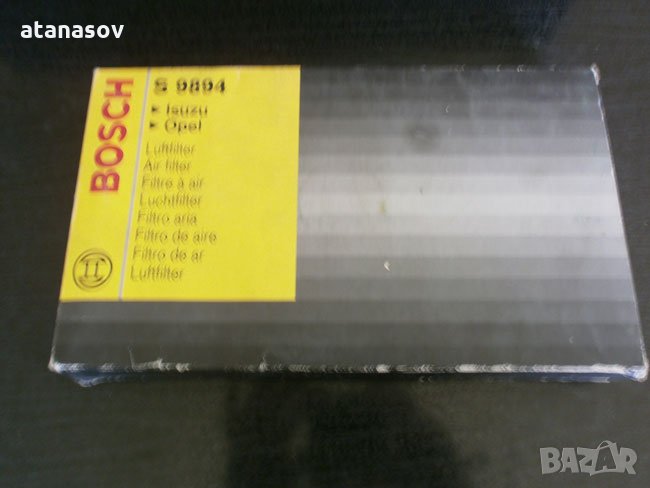 atanasov
BOSCH
S 9894
▸ Isuzu
▸ Opel
Luftfilter
Air filter
Filtre à air
Luchtfilter
Filtro aria
Filtro de aire
Filtro de ar
Luftfilter
BAZAR